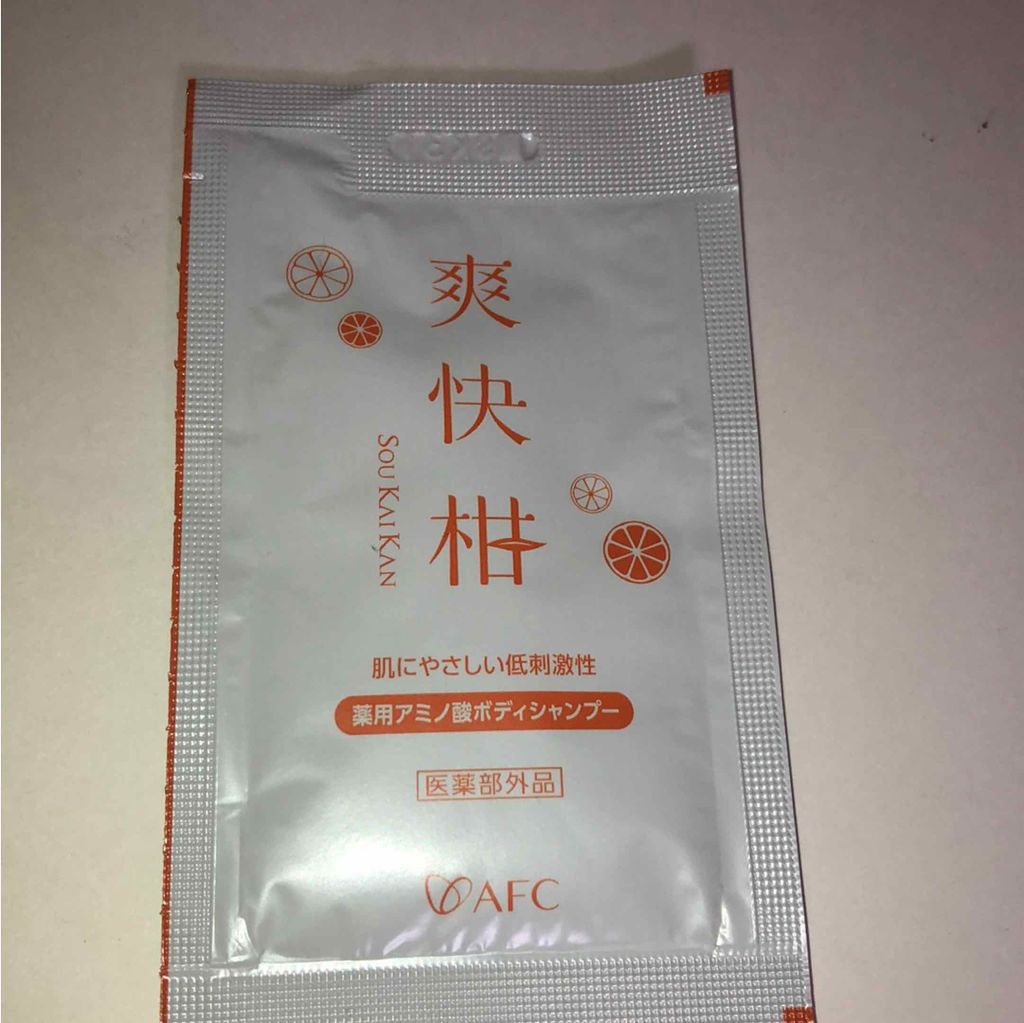 爽快柑
SOU KAI KAN
肌にやさしい低刺激性
薬用アミノ酸ボディシャンプー
医薬部外品
AFC